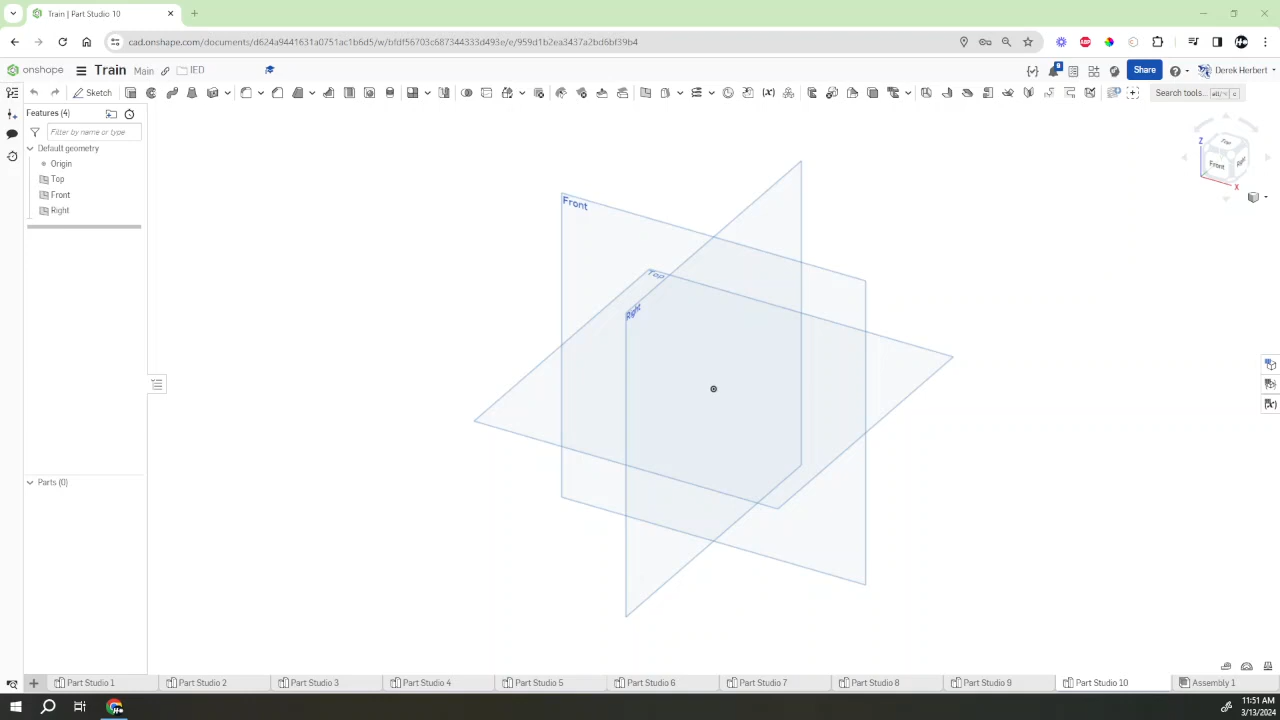 Train | Part Studio 10
cad.onshape.com/documents/d624a9441631a0751ac1b6d5/w/bfdf56703c687344333d493e/e/959d1b2ea3437a2bd6bf39b4
onshape
Train
Main
IED
Share
Derek Herbert
Sketch
Search tools...
alt/⌥
c
Features (4)
Filter by name or type
Default geometry
Origin
Top
Front
Right
Parts (0)
Front
Top
Right
Z
Top
Front
Right
X
Part Studio 1
Part Studio 2
Part Studio 3
Part Studio 4
Part Studio 5
Part Studio 6
Part Studio 7
Part Studio 8
Part Studio 9
Part Studio 10
Assembly 1
11:51 AM
3/13/2024